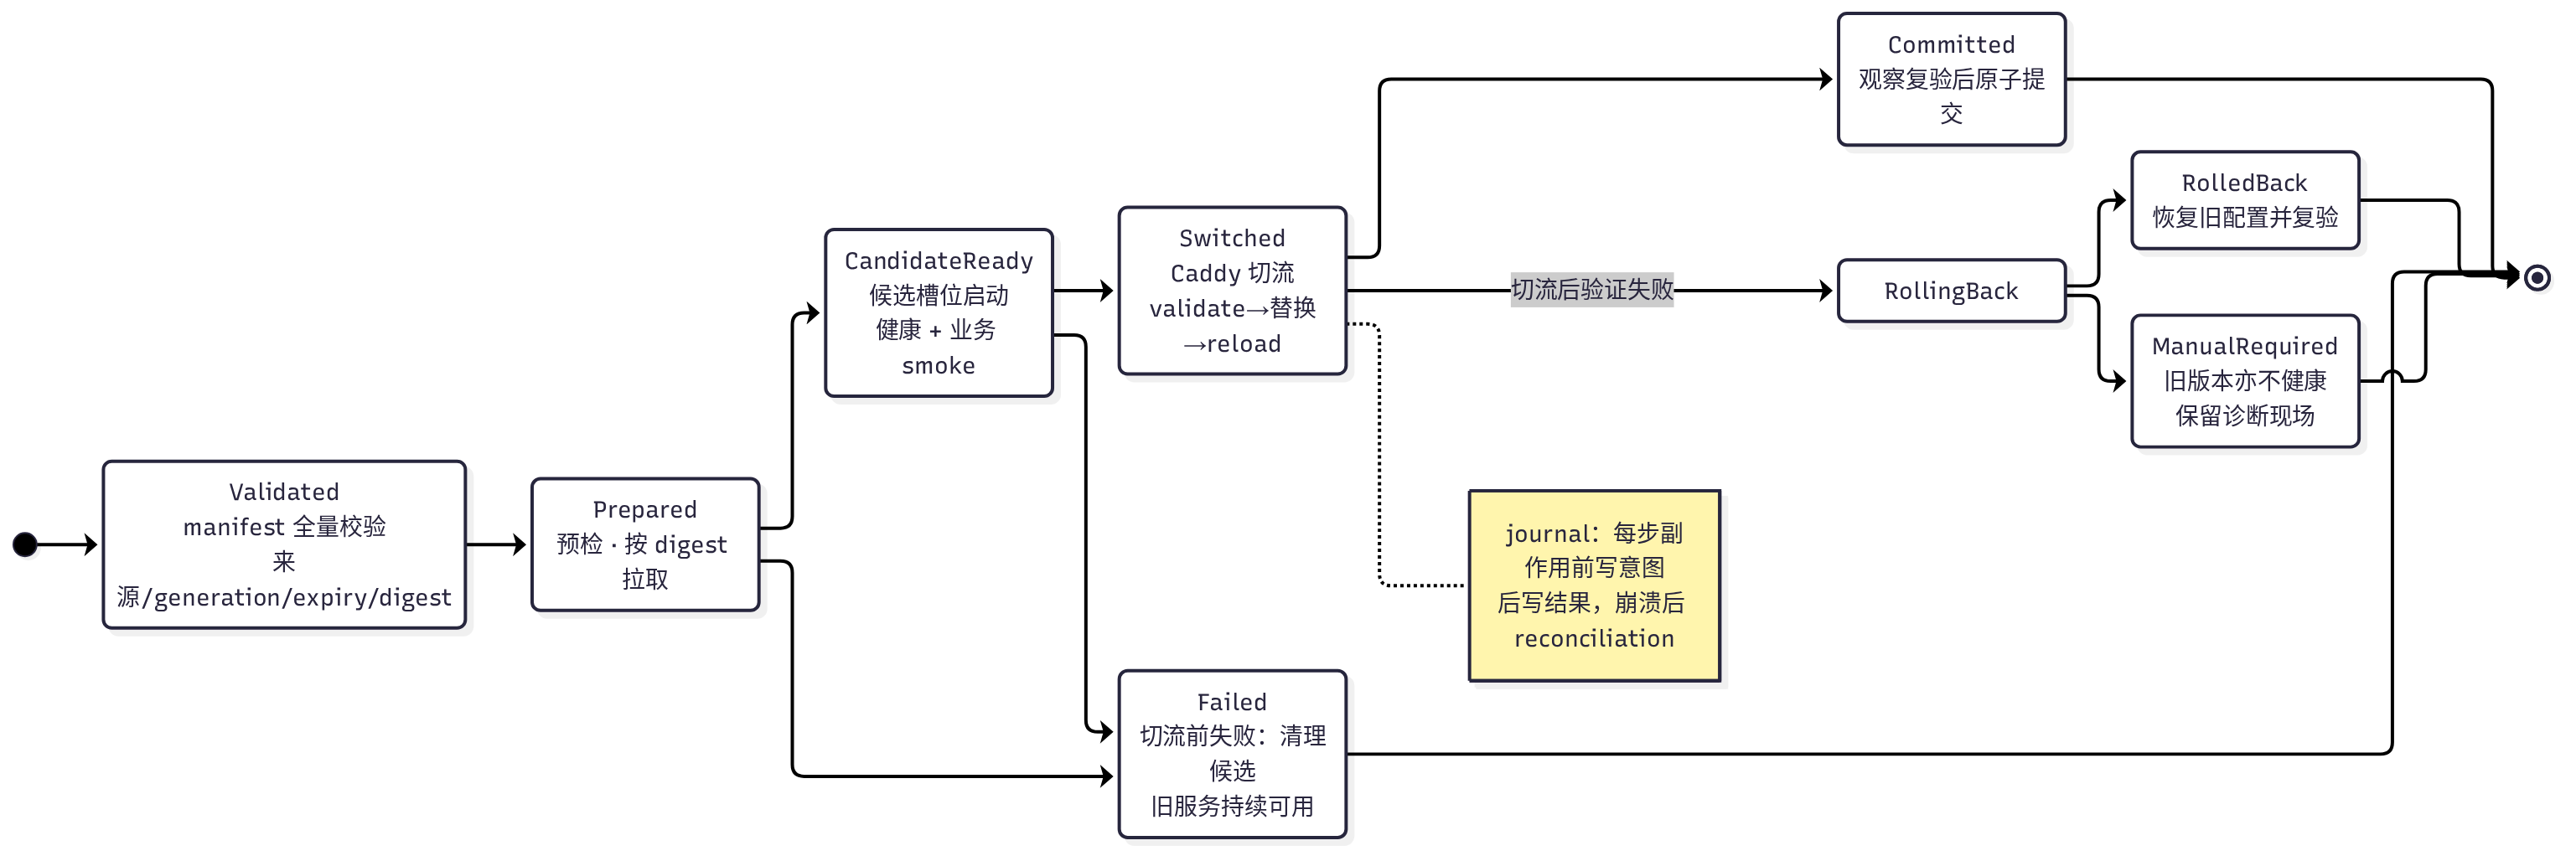 Validated
manifest 全量校验
来
源/generation/expiry/digest
Prepared
预检 · 按 digest
拉取
CandidateReady
候选槽位启动
健康 + 业务
smoke
Switched
Caddy 切流
validate→替换
→reload
Failed
切流前失败：清理
候选
旧服务持续可用
journal：每步副
作用前写意图
后写结果，崩溃后
reconciliation
切流后验证失败
Committed
观察复验后原子提
交
RollingBack
RolledBack
恢复旧配置并复验
ManualRequired
旧版本亦不健康
保留诊断现场